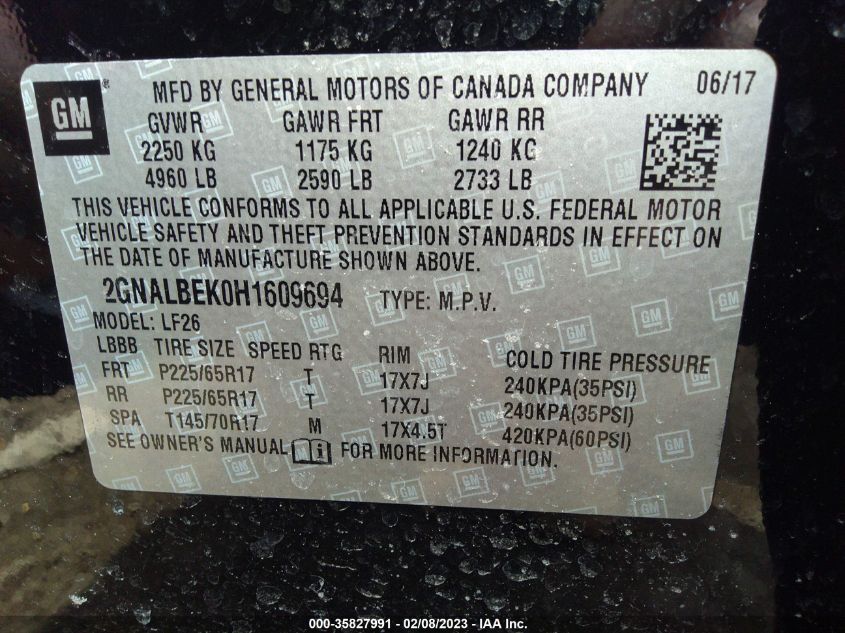 GM
MFD BY GENERAL MOTORS OF CANADA COMPANY 06/17
GVWR GAWR FRT GAWR RR
2250 KG 1175 KG 1240 KG
4960 LB 2590 LB 2733 LB
THIS VEHICLE CONFORMS TO ALL APPLICABLE U.S. FEDERAL MOTOR
VEHICLE SAFETY AND THEFT PREVENTION STANDARDS IN EFFECT ON
THE DATE OF MANUFACTURE SHOWN ABOVE.
2GNALBEK0H1609694 TYPE: M.P.V.
MODEL: LF26
LBBB TIRE SIZE SPEED RTG RIM COLD TIRE PRESSURE
FRT P225/65R17 T 17X7J 240KPA(35PSI)
RR P225/65R17 T 17X7J 240KPA(35PSI)
SPA T145/70R17 M 17X4.5T 420KPA(60PSI)
SEE OWNER'S MANUAL i FOR MORE INFORMATION.
000-35827991 - 02/08/2023 - IAA Inc.